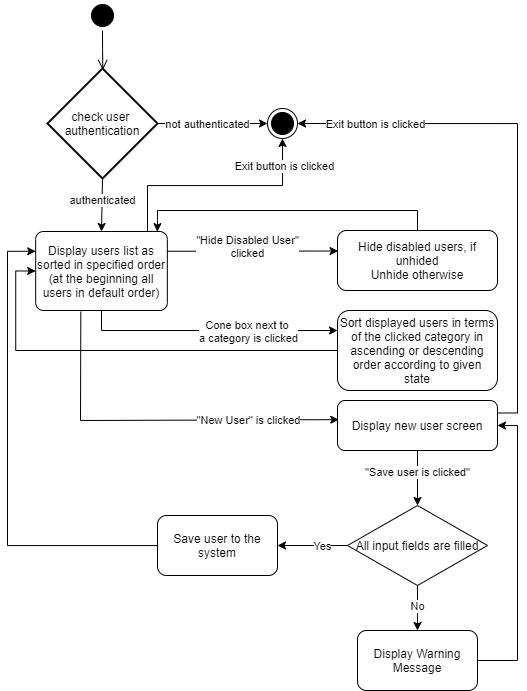 check user
authentication
not authenticated
Exit button is clicked
Exit button is clicked
authenticated
Display users list as
sorted in specified order
(at the beginning all
users in default order)
"Hide Disabled User"
clicked
Hide disabled users, if
unhided
Unhide otherwise
Cone box next to
a category is clicked
Sort displayed users in terms
of the clicked category in
ascending or descending
order according to given
state
"New User" is clicked
Display new user screen
"Save user is clicked"
Save user to the
system
Yes
All input fields are filled
No
Display Warning
Message